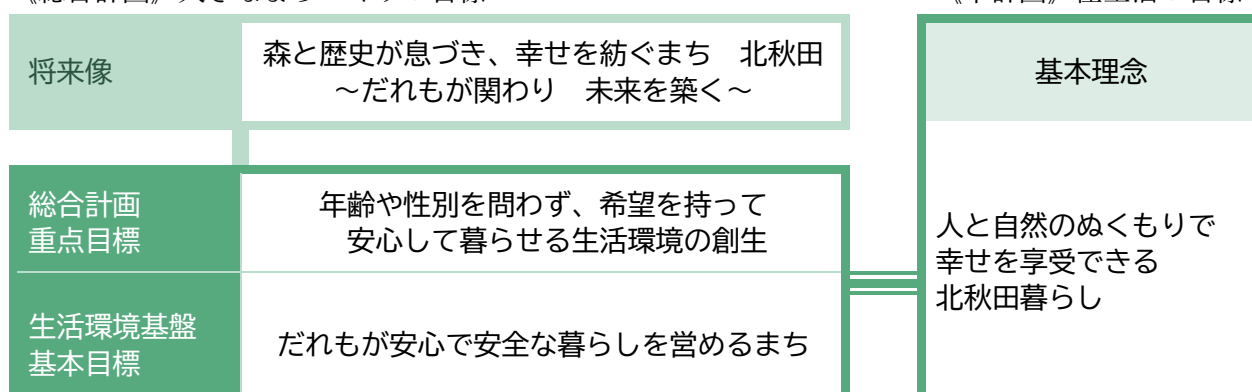 将来像
森と歴史が息づき、幸せを紡ぐまち　北秋田
～だれもが関わり　未来を築く～
総合計画
重点目標
年齢や性別を問わず、希望を持って
安心して暮らせる生活環境の創生
生活環境基盤
基本目標
だれもが安心で安全な暮らしを営めるまち
基本理念
人と自然のぬくもりで
幸せを享受できる
北秋田暮らし